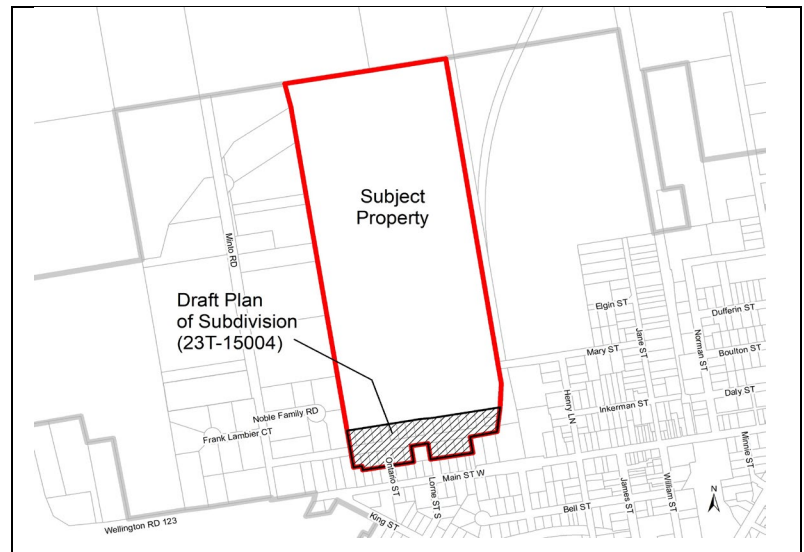 Subject
Property
Minto RD
Draft Plan
of Subdivision
(23T-15004)
Elgin ST
Dufferin ST
Jane ST
Norman ST
Mary ST
Boulton ST
Daly ST
Henry LN
Inkerman ST
Noble Family RD
Frank Lambier CT
Minnie ST
Main ST W
Ontario ST
Lorne ST S
James ST
William ST
Bell ST
King ST
Wellington RD 123
N